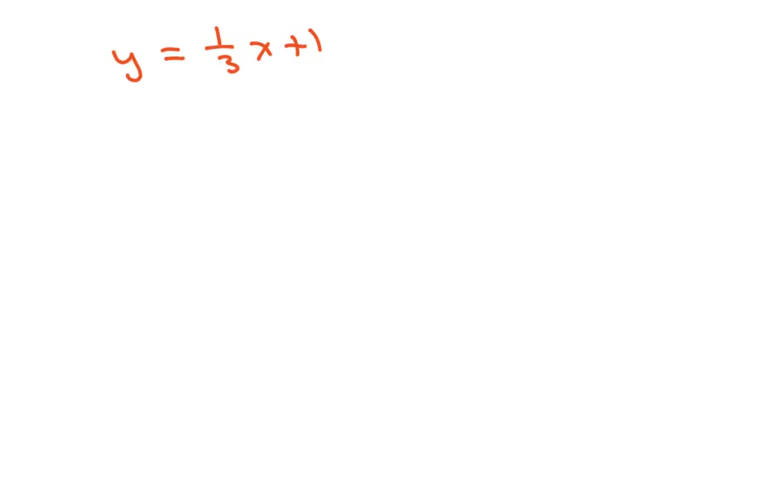 y = 1/3 x + 1